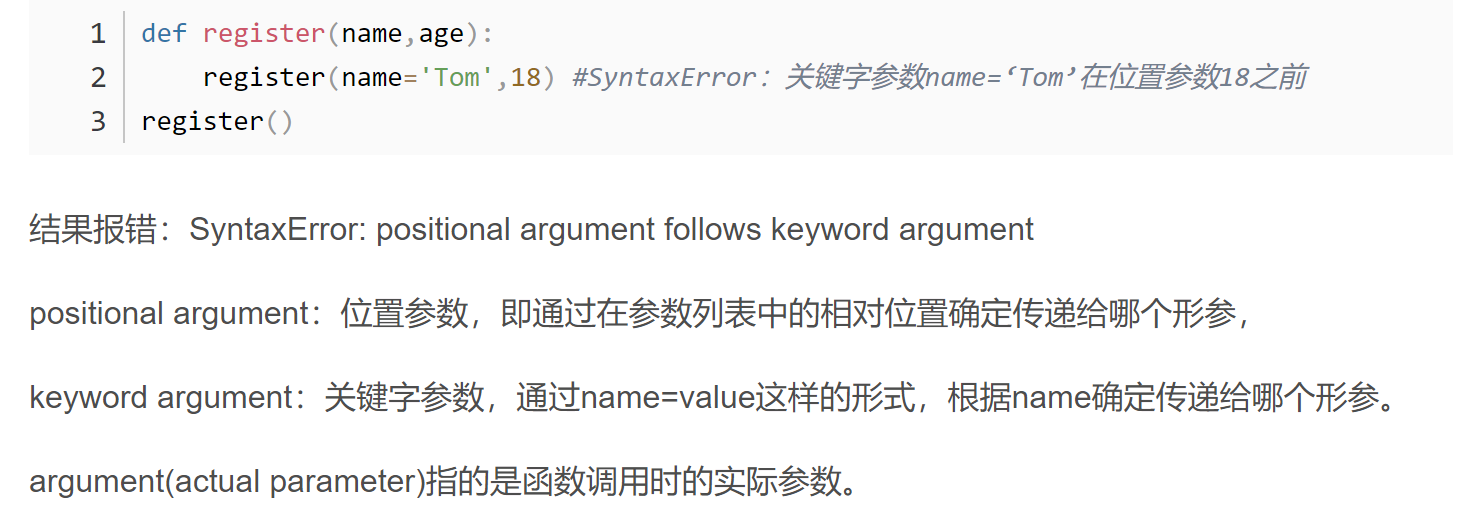 1 def register(name,age):
2     register(name='Tom',18) #SyntaxError：关键字参数name=‘Tom’在位置参数18之前
3 register()
结果报错：SyntaxError: positional argument follows keyword argument
positional argument：位置参数，即通过在参数列表中的相对位置确定传递给哪个形参，
keyword argument：关键字参数，通过name=value这样的形式，根据name确定传递给哪个形参。
argument(actual parameter)指的是函数调用时的实际参数。